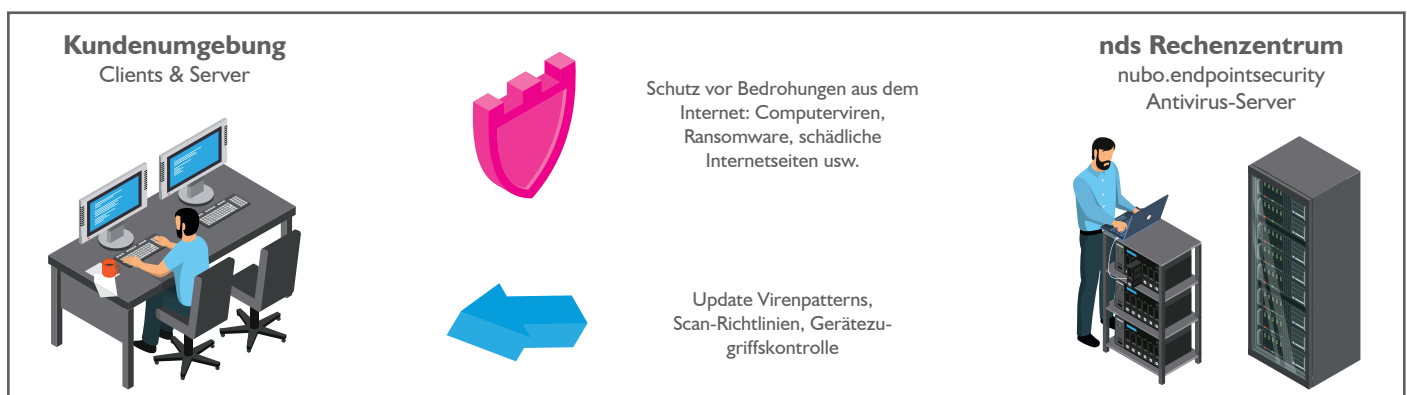 Kundenumgebung
Clients & Server
Schutz vor Bedrohungen aus dem
Internet: Computerviren,
Ransomware, schädliche
Internetseiten usw.
Update Virenpatterns,
Scan-Richtlinien, Gerätezu-
griffskontrolle
nds Rechenzentrum
nubo.endpointsecurity
Antivirus-Server